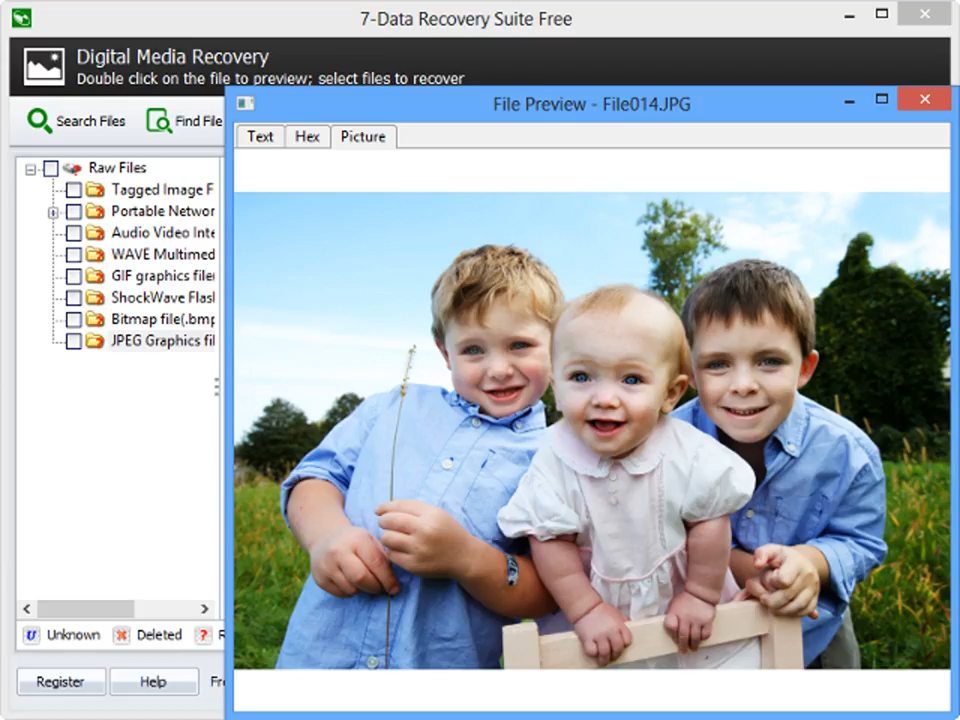 7-Data Recovery Suite Free
Digital Media Recovery
Double click on the file to preview; select files to recover
File Preview - File014.JPG
Search Files
Find File
Text Hex Picture
Raw Files
Tagged Image F
Portable Networ
Audio Video Inte
WAVE Multimed
GIF graphics file(
ShockWave Flas
Bitmap file(.bmp
JPEG Graphics fil
Unknown Deleted ? R
Register Help Fr